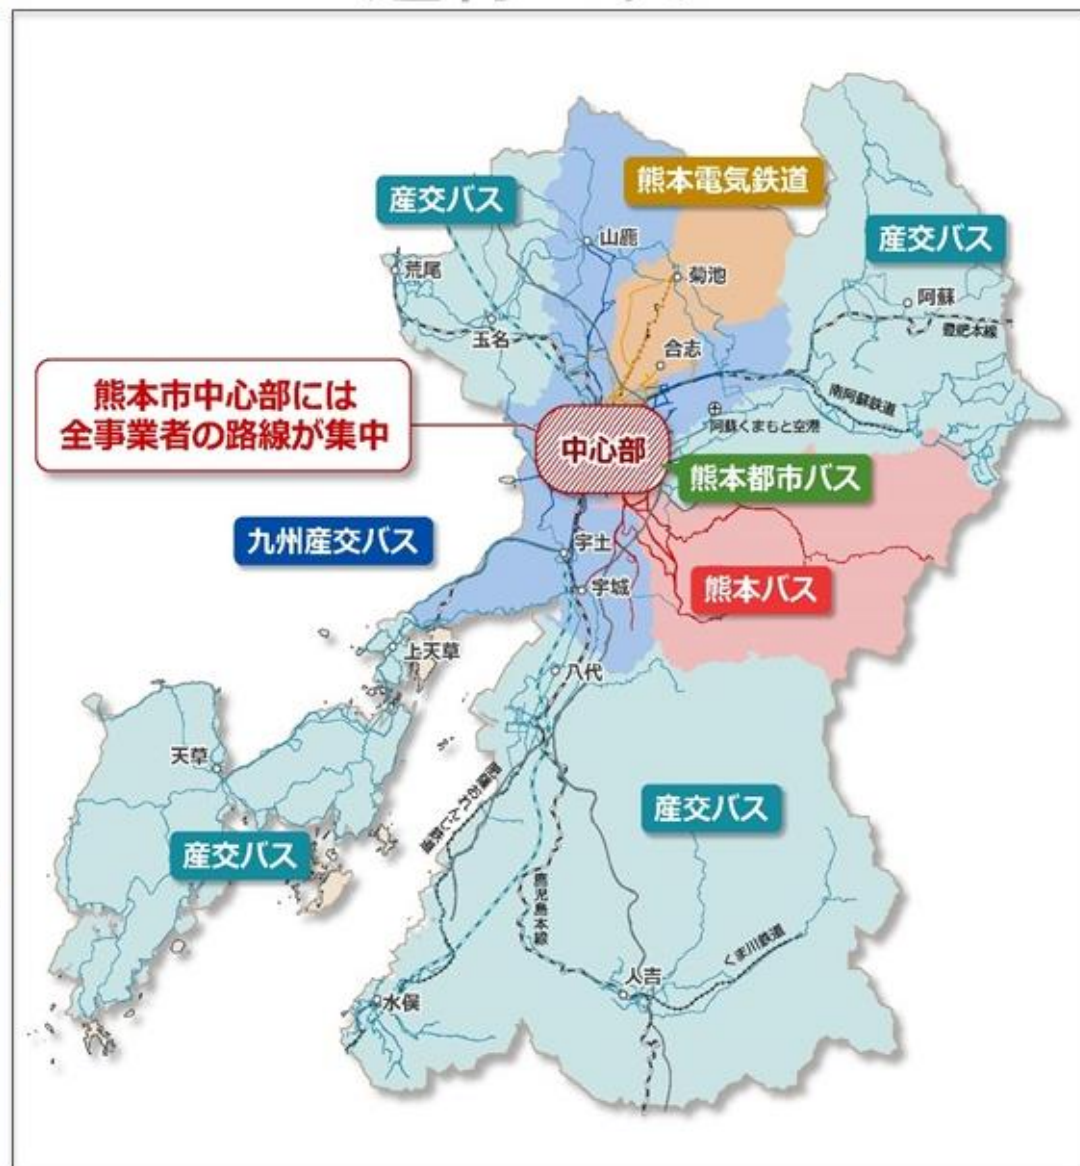 熊本電気鉄道
産交バス
産交バス
山鹿
荒尾
菊池
阿蘇
豊肥本線
玉名
合志
熊本市中心部には
全事業者の路線が集中
南阿蘇鉄道
阿蘇くまもと空港
中心部
熊本都市バス
九州産交バス
宇土
熊本バス
宇城
上天草
八代
天草
肥薩おれんじ鉄道
産交バス
産交バス
鹿児島本線
くま川鉄道
人吉
水俣